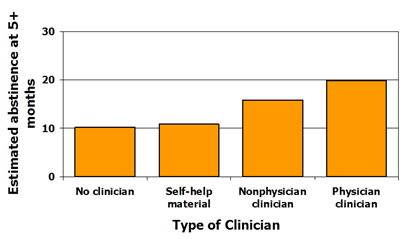 Estimated abstinence at 5+
months
30
20
10
0
No clinician
Self-help
material
Nonphysician
clinician
Physician
clinician
Type of Clinician